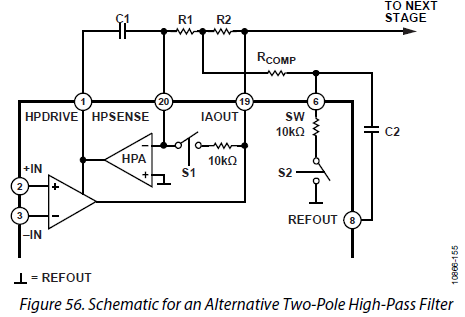 TO NEXT
STAGE
C1
R1
R2
RCOMP
1
20
19
6
HPDRIVE
HPSENSE
IAOUT
SW
10kΩ
C2
HPA
–
+
S1
10kΩ
+IN
S2
2
+
3
–
–IN
REFOUT
8
= REFOUT
10866-155
Figure 56. Schematic for an Alternative Two-Pole High-Pass Filter